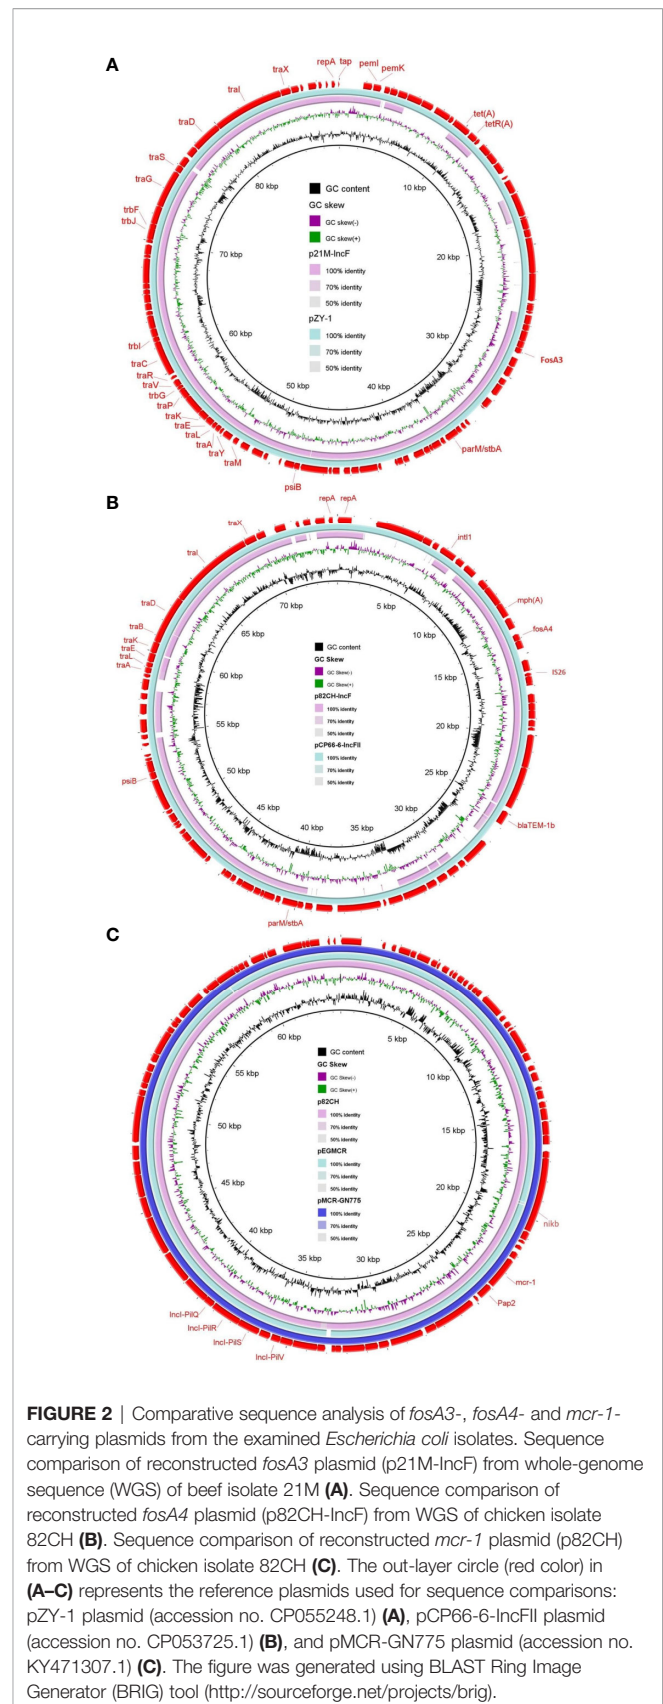 A
repA tap pemI pemK
traX
traI
traD
traS
traG
trbF
trbJ
trbI
traC
traR
traV
trbG
traP
traK
traE
traL
traA
traY
traM
psiB
tet(A)
tetR(A)
FosA3
parM/stbA
80 kbp
10 kbp
70 kbp
20 kbp
60 kbp
30 kbp
50 kbp
40 kbp
GC content
GC skew
GC skew(-)
GC skew(+)
p21M-IncF
100% identity
70% identity
50% identity
pZY-1
100% identity
70% identity
50% identity
B
repA repA
traX
traI
traD
traB
traK
traE
traL
traA
psiB
parM/stbA
intI1
mph(A)
fosA4
IS26
blaTEM-1b
70 kbp
5 kbp
65 kbp
10 kbp
60 kbp
15 kbp
55 kbp
20 kbp
50 kbp
25 kbp
45 kbp
30 kbp
40 kbp
35 kbp
GC content
GC Skew
GC Skew(-)
GC Skew(+)
p82CH-IncF
100% identity
70% identity
50% identity
pCP66-6-IncFII
100% identity
70% identity
50% identity
C
60 kbp
5 kbp
55 kbp
10 kbp
50 kbp
15 kbp
45 kbp
20 kbp
40 kbp
25 kbp
35 kbp
30 kbp
GC content
GC Skew
GC Skew(-)
GC Skew(+)
p82CH
100% identity
70% identity
50% identity
pEGMCR
100% identity
70% identity
50% identity
pMCR-GN775
100% identity
70% identity
50% identity
nikb
mcr-1
Pap2
IncI-PilQ
IncI-PilR
IncI-PilS
IncI-PilV
FIGURE 2 | Comparative sequence analysis of fosA3-, fosA4- and mcr-1-
carrying plasmids from the examined Escherichia coli isolates. Sequence
comparison of reconstructed fosA3 plasmid (p21M-IncF) from whole-genome
sequence (WGS) of beef isolate 21M (A). Sequence comparison of
reconstructed fosA4 plasmid (p82CH-IncF) from WGS of chicken isolate
82CH (B). Sequence comparison of reconstructed mcr-1 plasmid (p82CH)
from WGS of chicken isolate 82CH (C). The out-layer circle (red color) in
(A–C) represents the reference plasmids used for sequence comparisons:
pZY-1 plasmid (accession no. CP055248.1) (A), pCP66-6-IncFII plasmid
(accession no. CP053725.1) (B), and pMCR-GN775 plasmid (accession no.
KY471307.1) (C). The figure was generated using BLAST Ring Image
Generator (BRIG) tool (http://sourceforge.net/projects/brig).